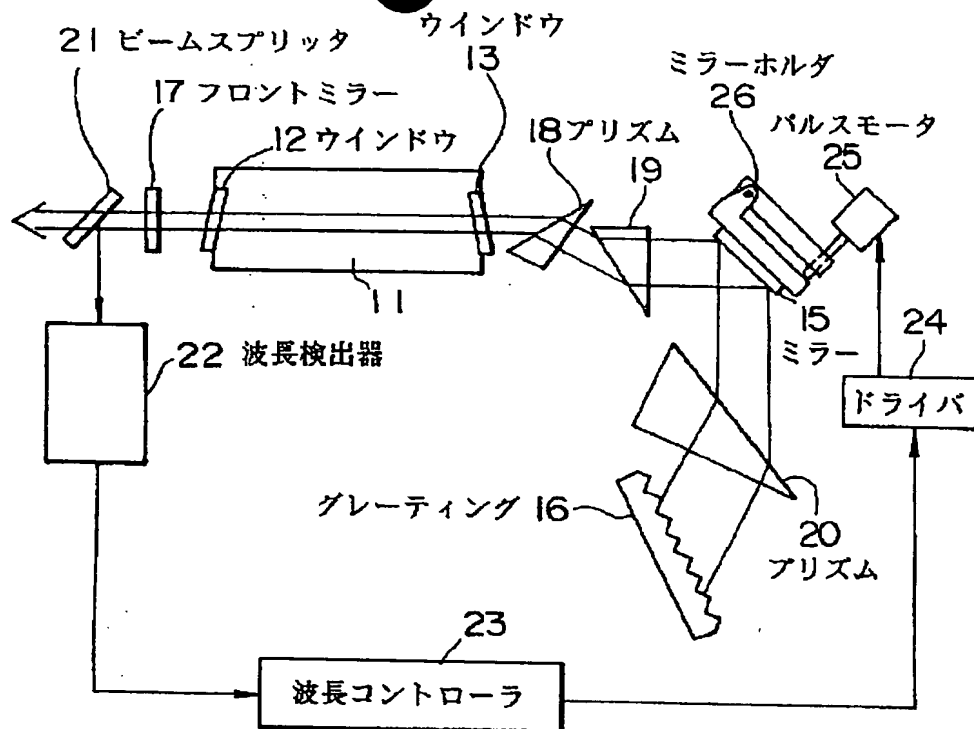 21 ビームスプリッタ
ウインドウ
13
17 フロントミラー
12 ウインドウ
18 プリズム
19
ミラーホルダ
26
パルスモータ
25
11
15
ミラー
24
ドライバ
22 波長検出器
グレーティング 16
20
プリズム
23
波長コントローラ